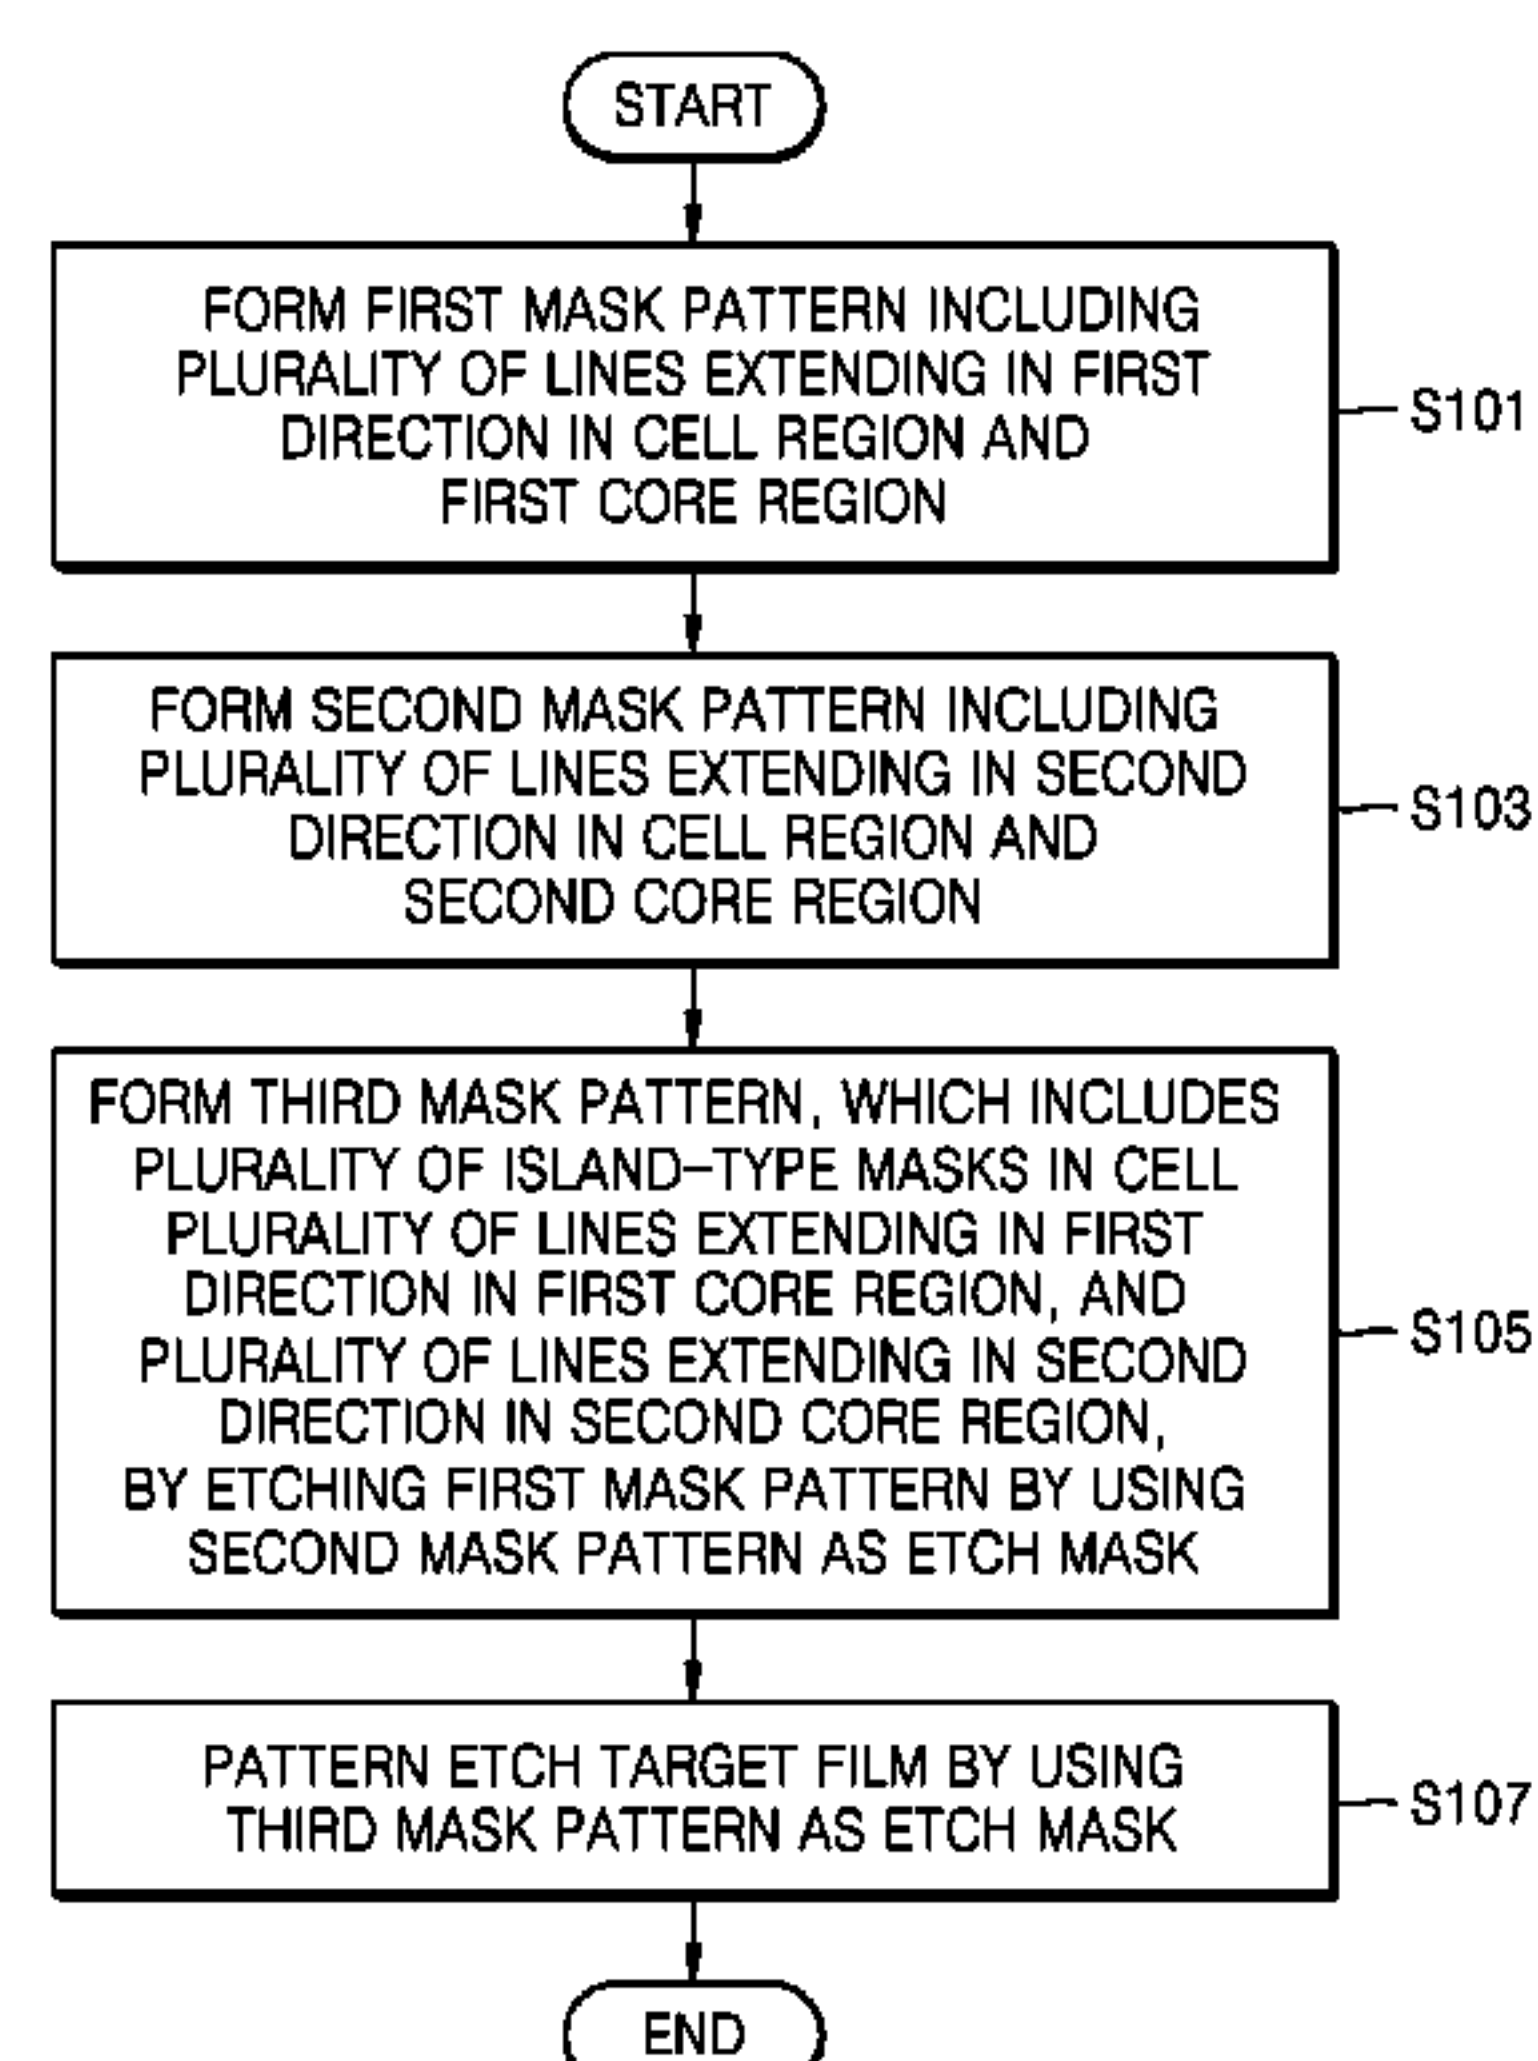 START
FORM FIRST MASK PATTERN INCLUDING
PLURALITY OF LINES EXTENDING IN FIRST
DIRECTION IN CELL REGION AND
FIRST CORE REGION
S101
FORM SECOND MASK PATTERN INCLUDING
PLURALITY OF LINES EXTENDING IN SECOND
DIRECTION IN CELL REGION AND
SECOND CORE REGION
S103
FORM THIRD MASK PATTERN, WHICH INCLUDES
PLURALITY OF ISLAND-TYPE MASKS IN CELL
PLURALITY OF LINES EXTENDING IN FIRST
DIRECTION IN FIRST CORE REGION, AND
PLURALITY OF LINES EXTENDING IN SECOND
DIRECTION IN SECOND CORE REGION,
BY ETCHING FIRST MASK PATTERN BY USING
SECOND MASK PATTERN AS ETCH MASK
S105
PATTERN ETCH TARGET FILM BY USING
THIRD MASK PATTERN AS ETCH MASK
S107
END